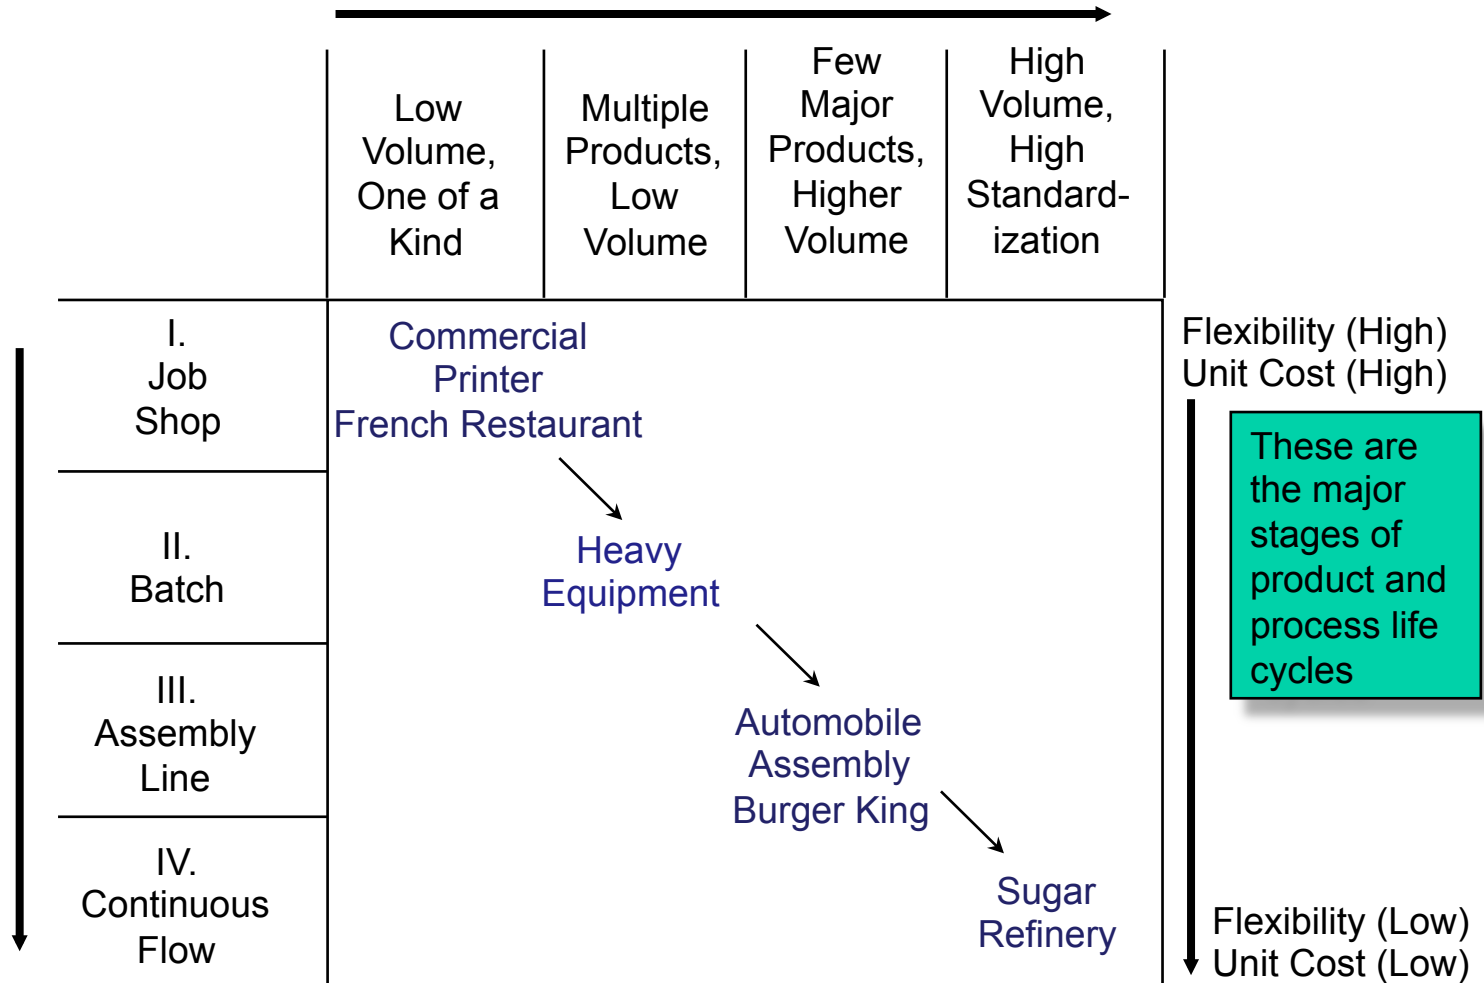 Low
Volume,
One of a
Kind
Multiple
Products,
Low
Volume
Few
Major
Products,
Higher
Volume
High
Volume,
High
Standard-
ization
I.
Job
Shop
Commercial
Printer
French Restaurant
Flexibility (High)
Unit Cost (High)
These are
the major
stages of
product and
process life
cycles
II.
Batch
Heavy
Equipment
III.
Assembly
Line
Automobile
Assembly
Burger King
IV.
Continuous
Flow
Sugar
Refinery
Flexibility (Low)
Unit Cost (Low)